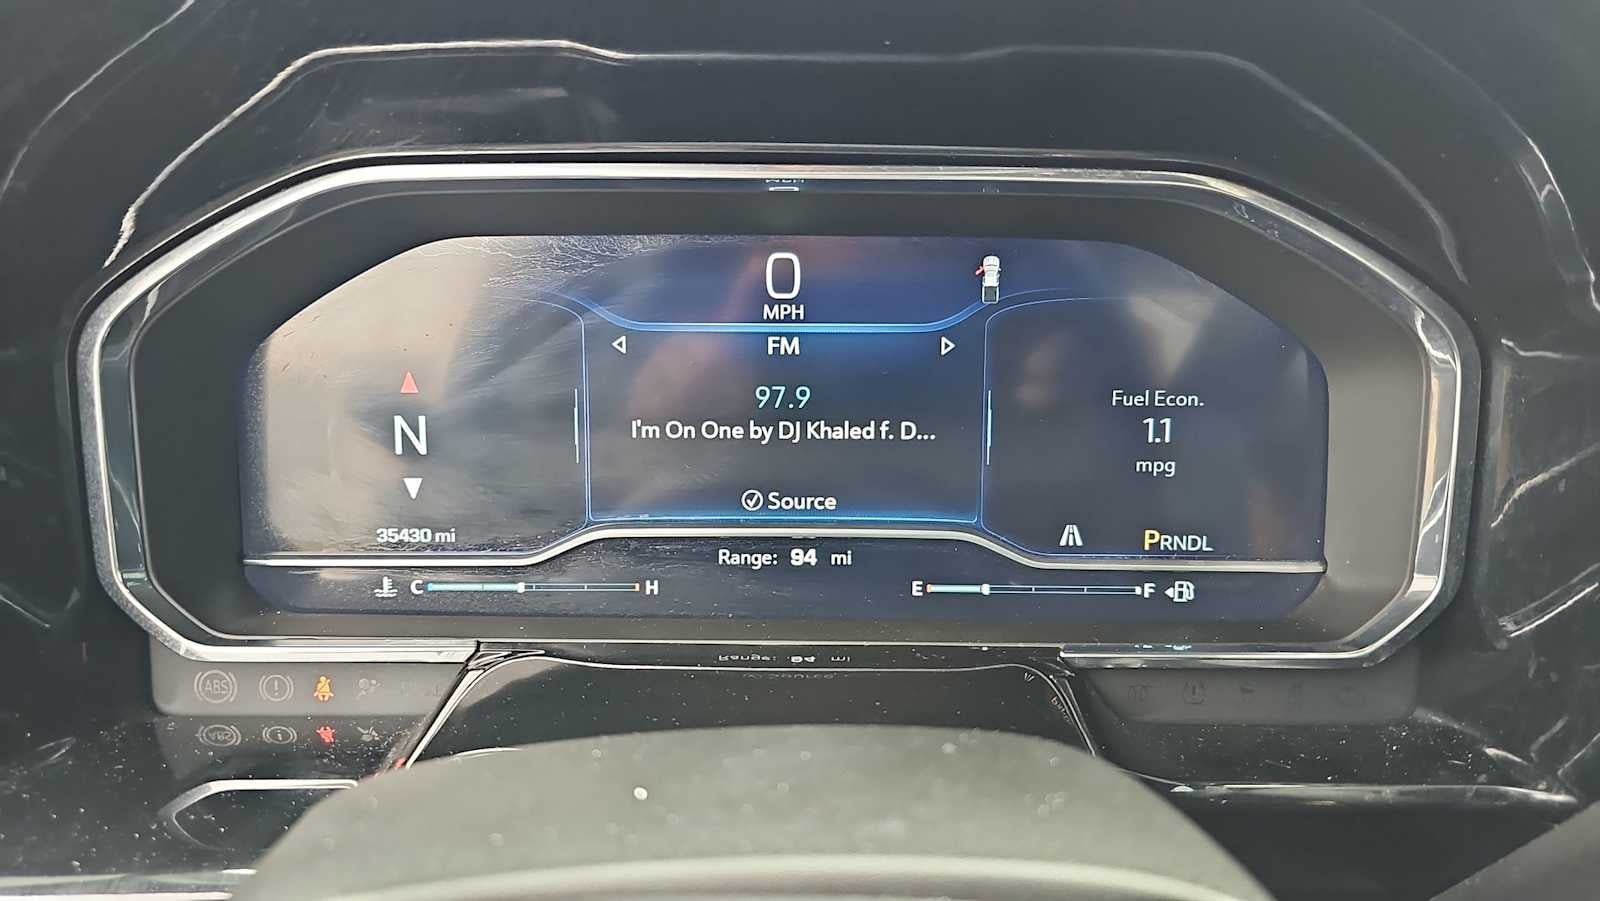 0
MPH
FM
97.9
I'm On One by DJ Khaled f. D...
Source
N
35430 mi
Fuel Econ.
1.1
mpg
PRNDL
Range: 94 mi
C H
E F
ABS